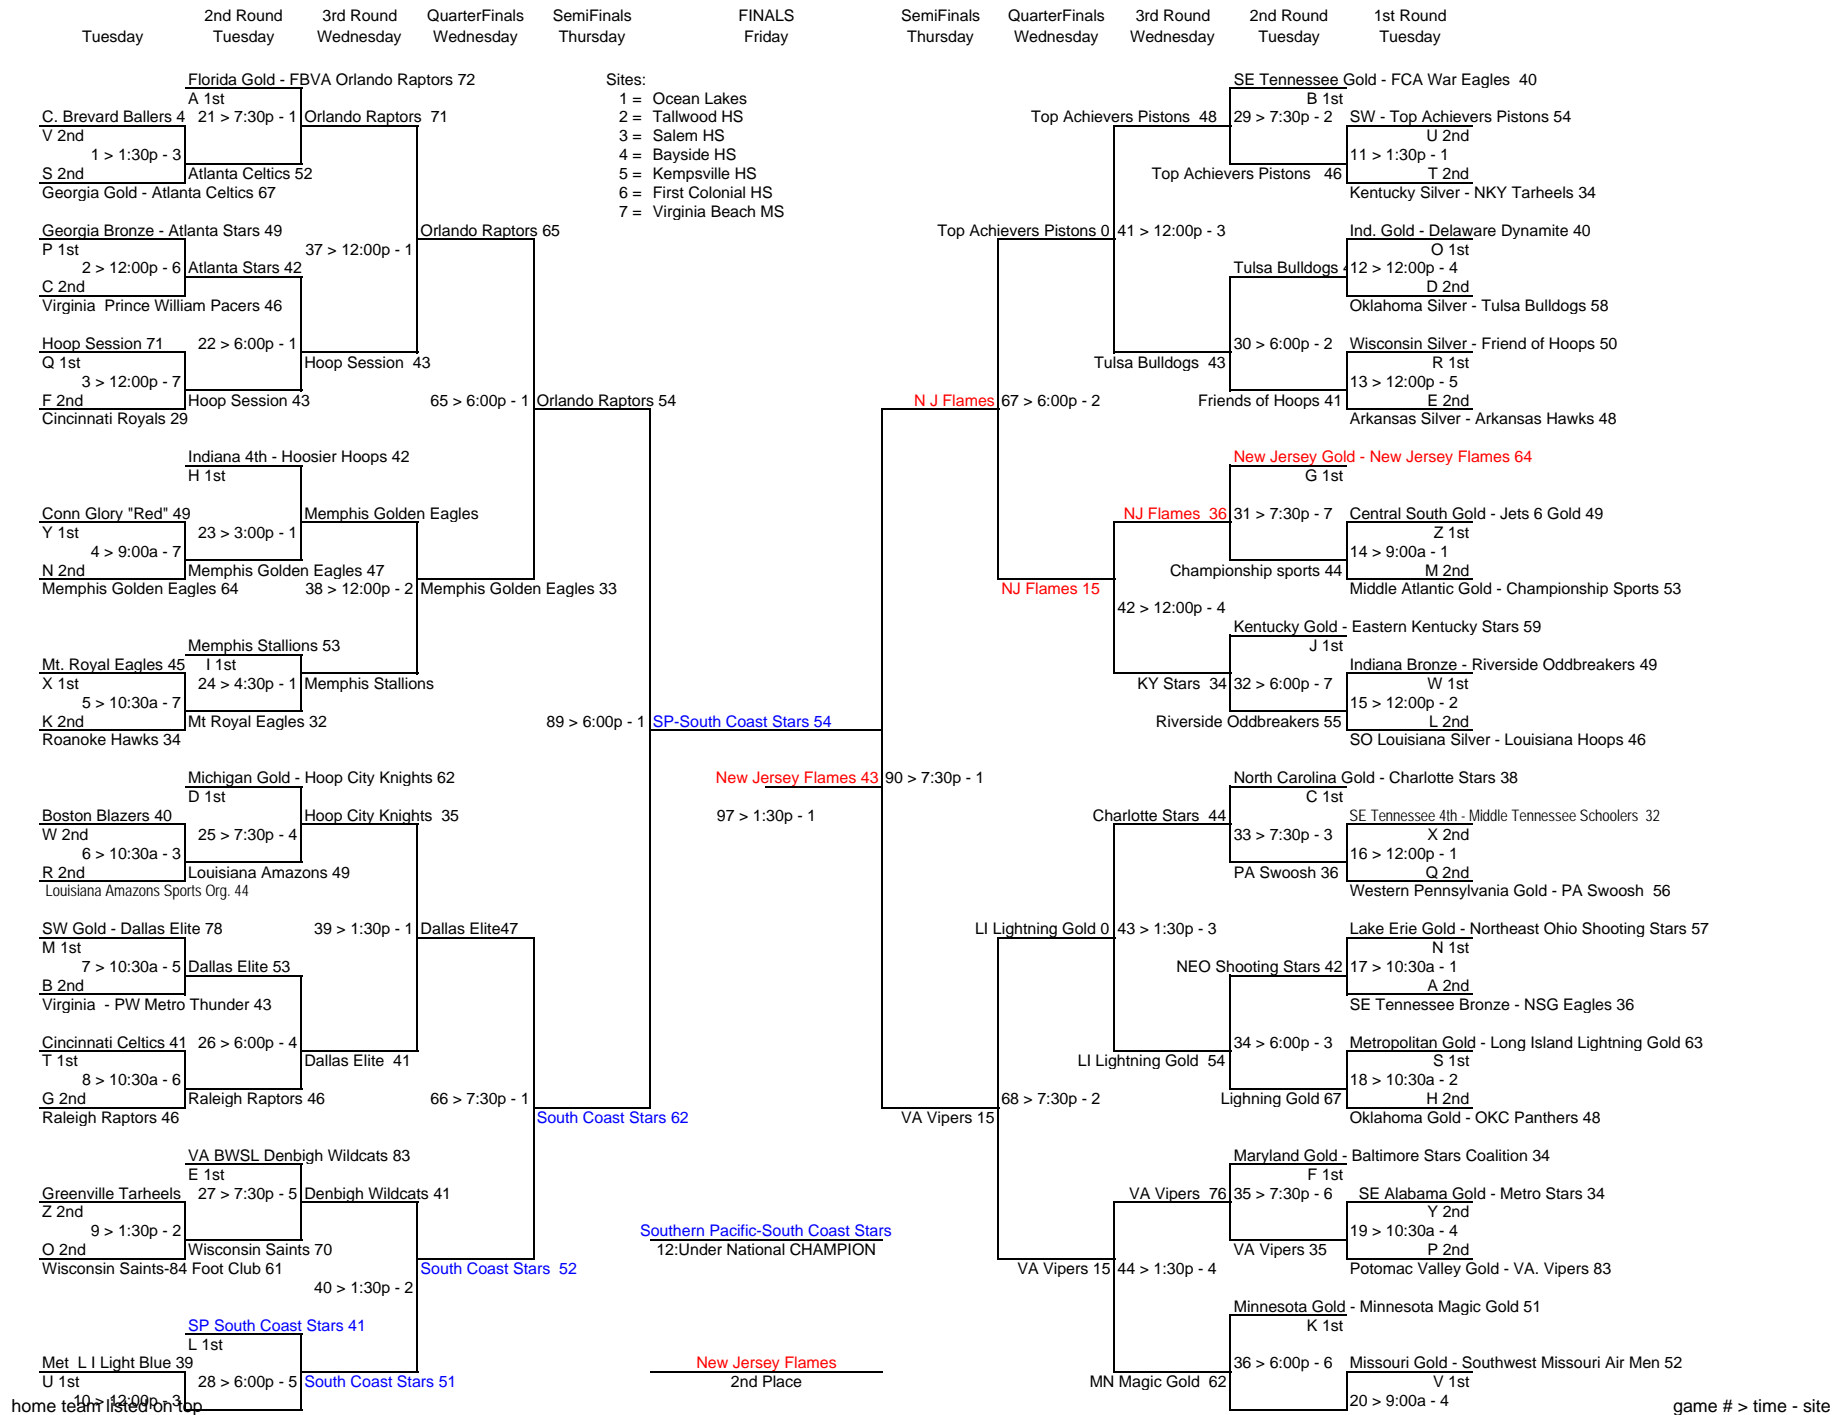 2nd Round 3rd Round QuarterFinals SemiFinals FINALS SemiFinals QuarterFinals 3rd Round 2nd Round 1st Round
Tuesday Tuesday Wednesday Wednesday Thursday Friday Thursday Wednesday Wednesday Tuesday Tuesday
Florida Gold - FBVA Orlando Raptors 72 Sites: SE Tennessee Gold - FCA War Eagles 40
A 1st 1 = Ocean Lakes B 1st
C. Brevard Ballers 4 21 > 7:30p - 1 Orlando Raptors 71 2 = Tallwood HS Top Achievers Pistons 48 29 > 7:30p - 2 SW - Top Achievers Pistons 54
V 2nd 3 = Salem HS U 2nd
1 > 1:30p - 3 4 = Bayside HS 11 > 1:30p - 1
S 2nd Atlanta Celtics 52 5 = Kempsville HS Top Achievers Pistons 46 T 2nd
Georgia Gold - Atlanta Celtics 67 6 = First Colonial HS Kentucky Silver - NKY Tarheels 34
7 = Virginia Beach MS
Georgia Bronze - Atlanta Stars 49 Orlando Raptors 65 Top Achievers Pistons 0 41 > 12:00p - 3 Ind. Gold - Delaware Dynamite 40
P 1st 37 > 12:00p - 1 O 1st
2 > 12:00p - 6 Atlanta Stars 42 Tulsa Bulldogs 12 > 12:00p - 4
C 2nd D 2nd
Virginia Prince William Pacers 46 Oklahoma Silver - Tulsa Bulldogs 58
Hoop Session 71 22 > 6:00p - 1 30 > 6:00p - 2 Wisconsin Silver - Friend of Hoops 50
Q 1st Hoop Session 43 Tulsa Bulldogs 43 R 1st
3 > 12:00p - 7 13 > 12:00p - 5
F 2nd Hoop Session 43 65 > 6:00p - 1 Orlando Raptors 54 N J Flames 67 > 6:00p - 2 Friends of Hoops 41 E 2nd
Cincinnati Royals 29 Arkansas Silver - Arkansas Hawks 48
Indiana 4th - Hoosier Hoops 42 New Jersey Gold - New Jersey Flames 64
H 1st G 1st
Conn Glory "Red" 49 Memphis Golden Eagles NJ Flames 36 31 > 7:30p - 7 Central South Gold - Jets 6 Gold 49
Y 1st 23 > 3:00p - 1 Z 1st
4 > 9:00a - 7 14 > 9:00a - 1
N 2nd Memphis Golden Eagles 47 Championship sports 44 M 2nd
Memphis Golden Eagles 64 38 > 12:00p - 2 Memphis Golden Eagles 33 NJ Flames 15 Middle Atlantic Gold - Championship Sports 53
42 > 12:00p - 4
Memphis Stallions 53 Kentucky Gold - Eastern Kentucky Stars 59
Mt. Royal Eagles 45 I 1st J 1st Indiana Bronze - Riverside Oddbreakers 49
X 1st 24 > 4:30p - 1 Memphis Stallions KY Stars 34 32 > 6:00p - 7 W 1st
5 > 10:30a - 7 15 > 12:00p - 2
K 2nd Mt Royal Eagles 32 89 > 6:00p - 1 SP-South Coast Stars 54 Riverside Oddbreakers 55 L 2nd
Roanoke Hawks 34 SO Louisiana Silver - Louisiana Hoops 46
Michigan Gold - Hoop City Knights 62 New Jersey Flames 43 90 > 7:30p - 1 North Carolina Gold - Charlotte Stars 38
D 1st C 1st
Boston Blazers 40 Hoop City Knights 35 97 > 1:30p - 1 Charlotte Stars 44 SE Tennessee 4th - Middle Tennessee Schoolers 32
W 2nd 25 > 7:30p - 4 33 > 7:30p - 3 X 2nd
6 > 10:30a - 3 16 > 12:00p - 1
R 2nd Louisiana Amazons 49 PA Swoosh 36 Q 2nd
Louisiana Amazons Sports Org. 44 Western Pennsylvania Gold - PA Swoosh 56
SW Gold - Dallas Elite 78 39 > 1:30p - 1 Dallas Elite47 LI Lightning Gold 0 43 > 1:30p - 3 Lake Erie Gold - Northeast Ohio Shooting Stars 57
M 1st N 1st
7 > 10:30a - 5 Dallas Elite 53 NEO Shooting Stars 42 17 > 10:30a - 1
B 2nd A 2nd
Virginia - PW Metro Thunder 43 SE Tennessee Bronze - NSG Eagles 36
Cincinnati Celtics 41 26 > 6:00p - 4 34 > 6:00p - 3 Metropolitan Gold - Long Island Lightning Gold 63
T 1st Dallas Elite 41 LI Lightning Gold 54 S 1st
8 > 10:30a - 6 18 > 10:30a - 2
G 2nd Raleigh Raptors 46 66 > 7:30p - 1 68 > 7:30p - 2 Lighning Gold 67 H 2nd
Raleigh Raptors 46 South Coast Stars 62 VA Vipers 15 Oklahoma Gold - OKC Panthers 48
VA BWSL Denbigh Wildcats 83 Maryland Gold - Baltimore Stars Coalition 34
E 1st F 1st
Greenville Tarheels 27 > 7:30p - 5 Denbigh Wildcats 41 VA Vipers 76 35 > 7:30p - 6 SE Alabama Gold - Metro Stars 34
Z 2nd Y 2nd
9 > 1:30p - 2 Southern Pacific-South Coast Stars 19 > 10:30a - 4
O 2nd Wisconsin Saints 70 12:Under National CHAMPION VA Vipers 35 P 2nd
Wisconsin Saints-84 Foot Club 61 South Coast Stars 52 VA Vipers 15 44 > 1:30p - 4 Potomac Valley Gold - VA. Vipers 83
40 > 1:30p - 2
Minnesota Gold - Minnesota Magic Gold 51
SP South Coast Stars 41 K 1st
L 1st
Met L I Light Blue 39 New Jersey Flames 36 > 6:00p - 6 Missouri Gold - Southwest Missouri Air Men 52
U 1st 28 > 6:00p - 5 South Coast Stars 51 2nd Place MN Magic Gold 62 V 1st
10 > 12:00p - 3 20 > 9:00a - 4
home team listed on top game # > time - site